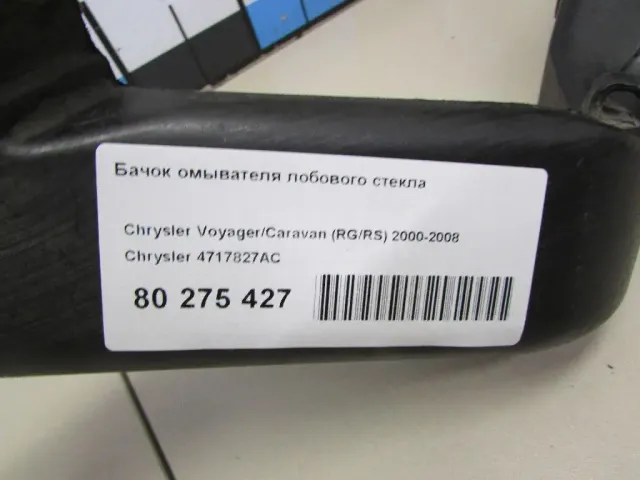 Бачок омывателя лобового стекла
Chrysler Voyager/Caravan (RG/RS) 2000-2008
Chrysler 4717827AC
80 275 427